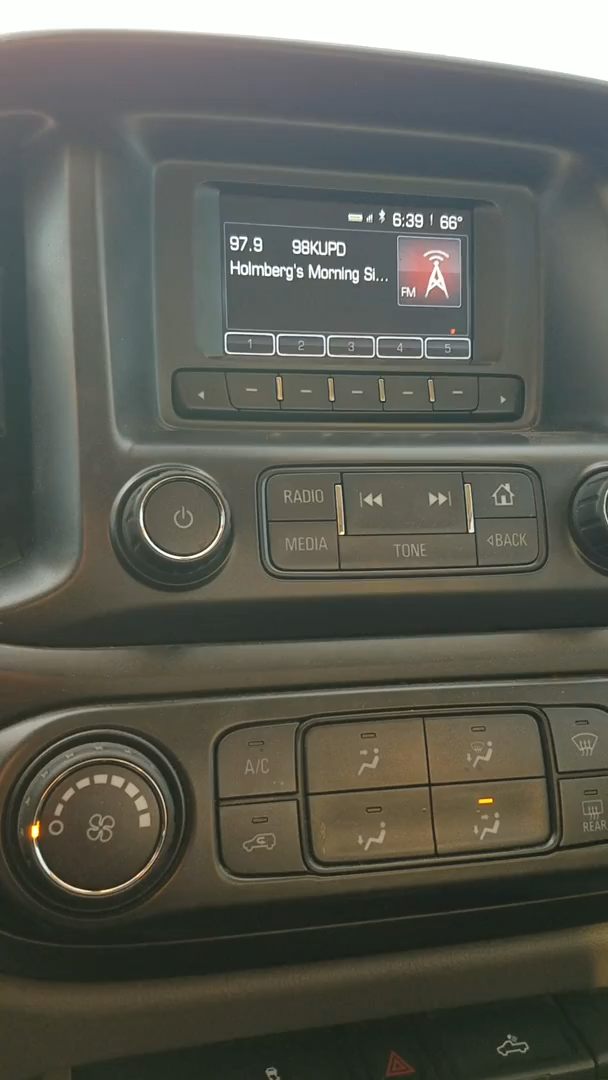 6:39 66°
97.9 98KUPD
Holmberg's Morning Si...
FM
1 2 3 4 5
RADIO
MEDIA
TONE
BACK
A/C
REAR